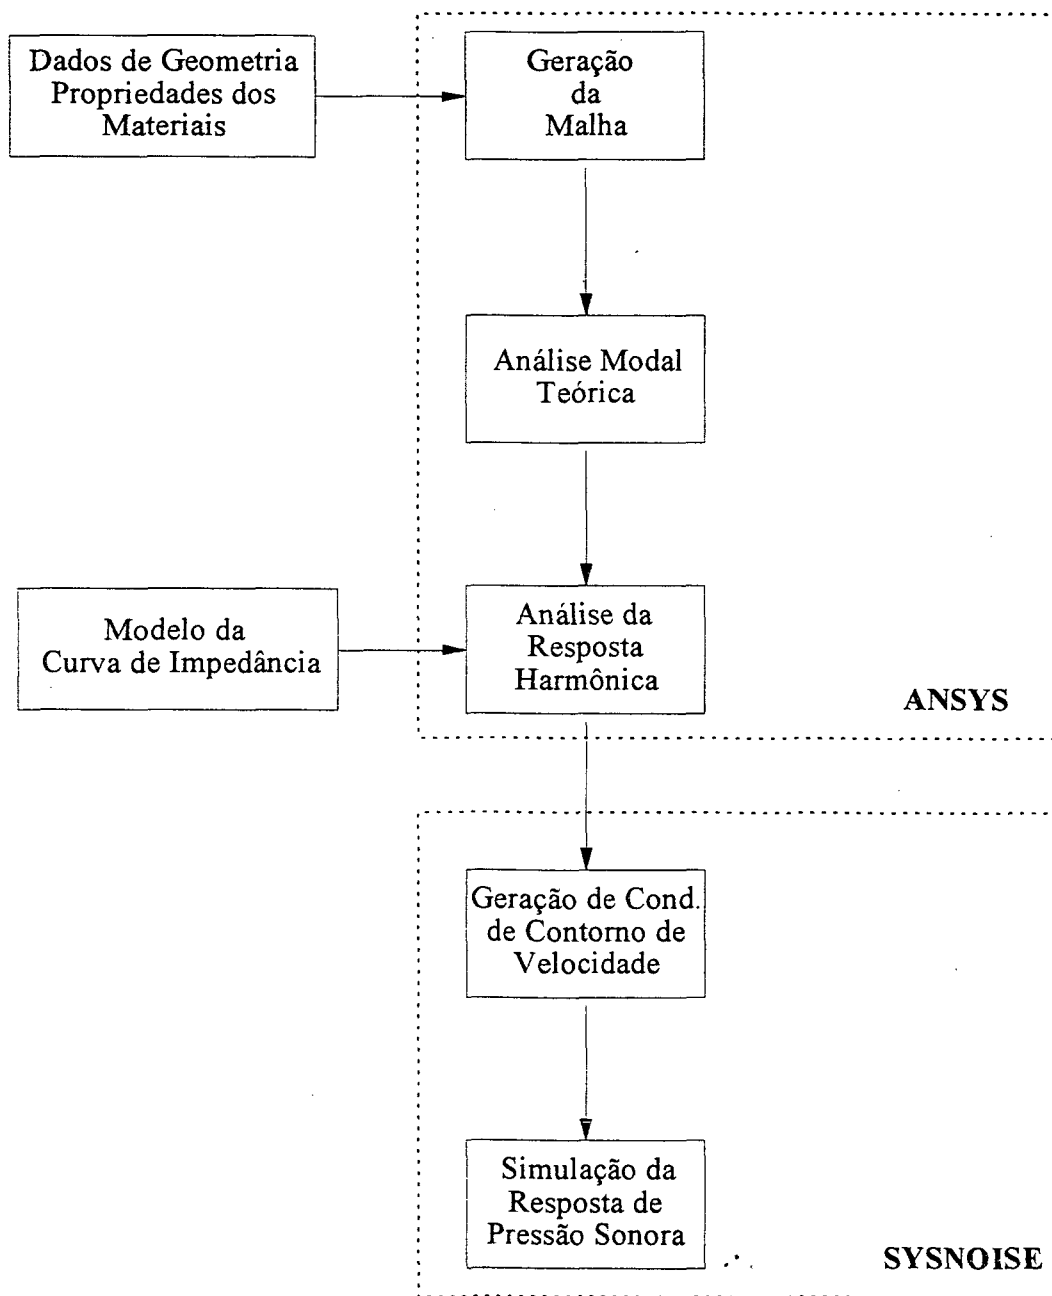 Dados de Geometria
Propriedades dos
Materiais
Geração
da
Malha
Análise Modal
Teórica
Modelo da
Curva de Impedância
Análise da
Resposta
Harmônica
ANSYS
Geração de Cond.
de Contorno de
Velocidade
Simulação da
Resposta de
Pressão Sonora
SYSNOISE